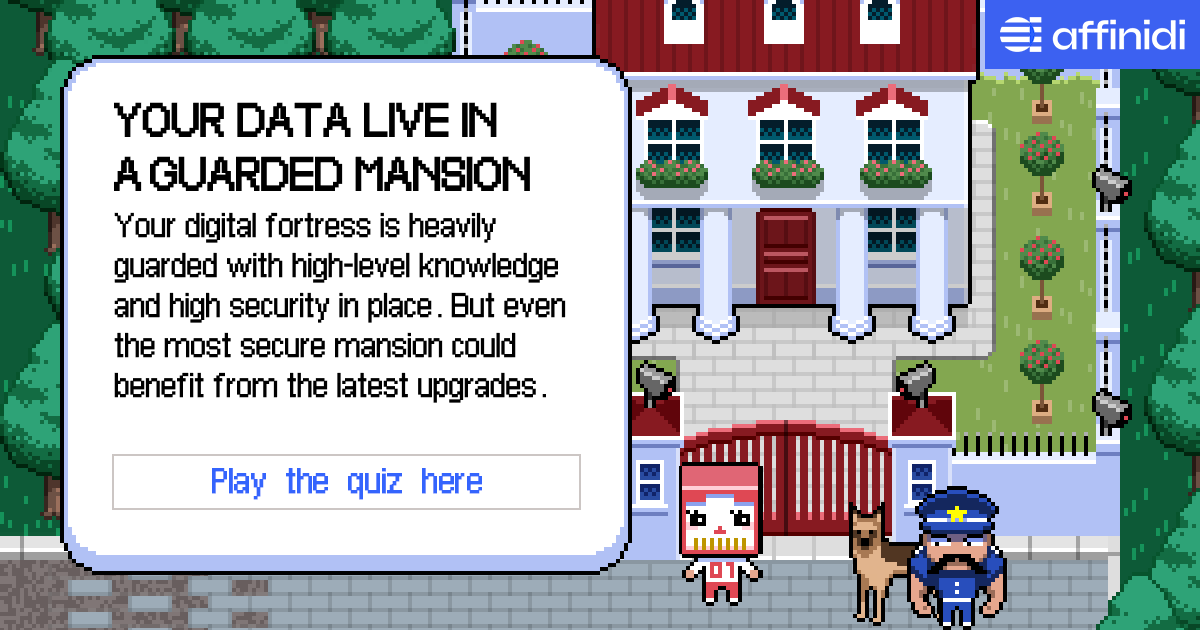 affinidi
YOUR DATA LIVE IN
A GUARDED MANSION
Your digital fortress is heavily
guarded with high-level knowledge
and high security in place. But even
the most secure mansion could
benefit from the latest upgrades.
Play the quiz here
01